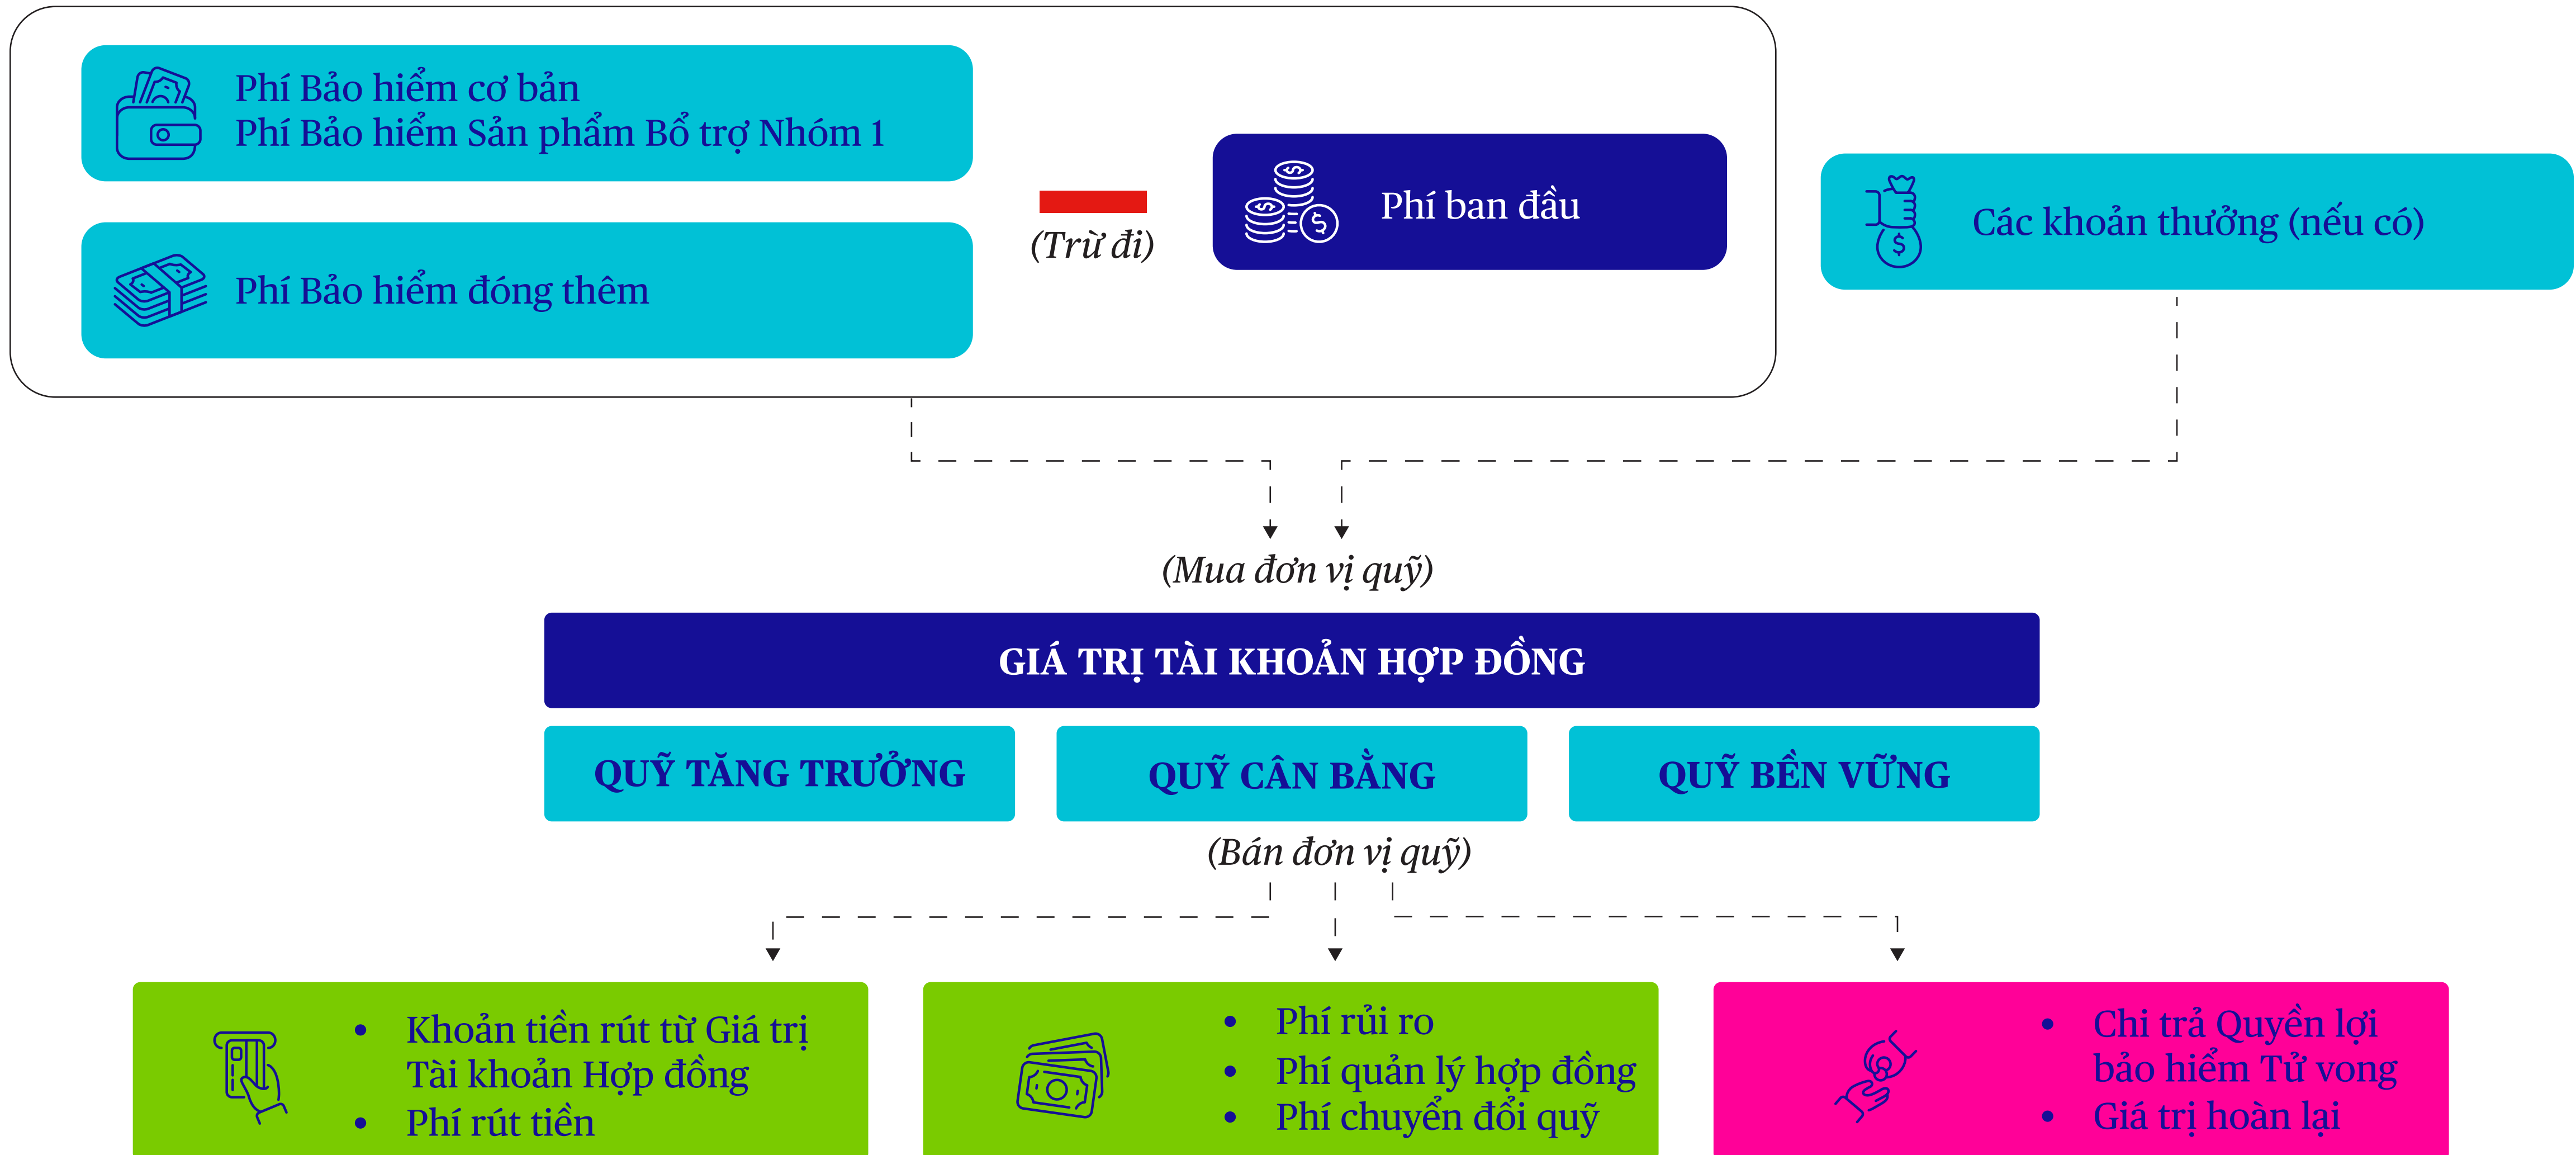 Phí Bảo hiểm cơ bản
Phí Bảo hiểm Sản phẩm Bổ trợ Nhóm 1
Phí Bảo hiểm đóng thêm
(Trừ đi)
Phí ban đầu
Các khoản thưởng (nếu có)
(Mua đơn vị quỹ)
GIÁ TRỊ TÀI KHOẢN HỢP ĐỒNG
QUỸ TĂNG TRƯỞNG
QUỸ CÂN BẰNG
QUỸ BỀN VỮNG
(Bán đơn vị quỹ)
• Khoản tiền rút từ Giá trị
Tài khoản Hợp đồng
• Phí rút tiền
• Phí rủi ro
• Phí quản lý hợp đồng
• Phí chuyển đổi quỹ
• Chi trả Quyền lợi
bảo hiểm Tử vong
• Giá trị hoàn lại